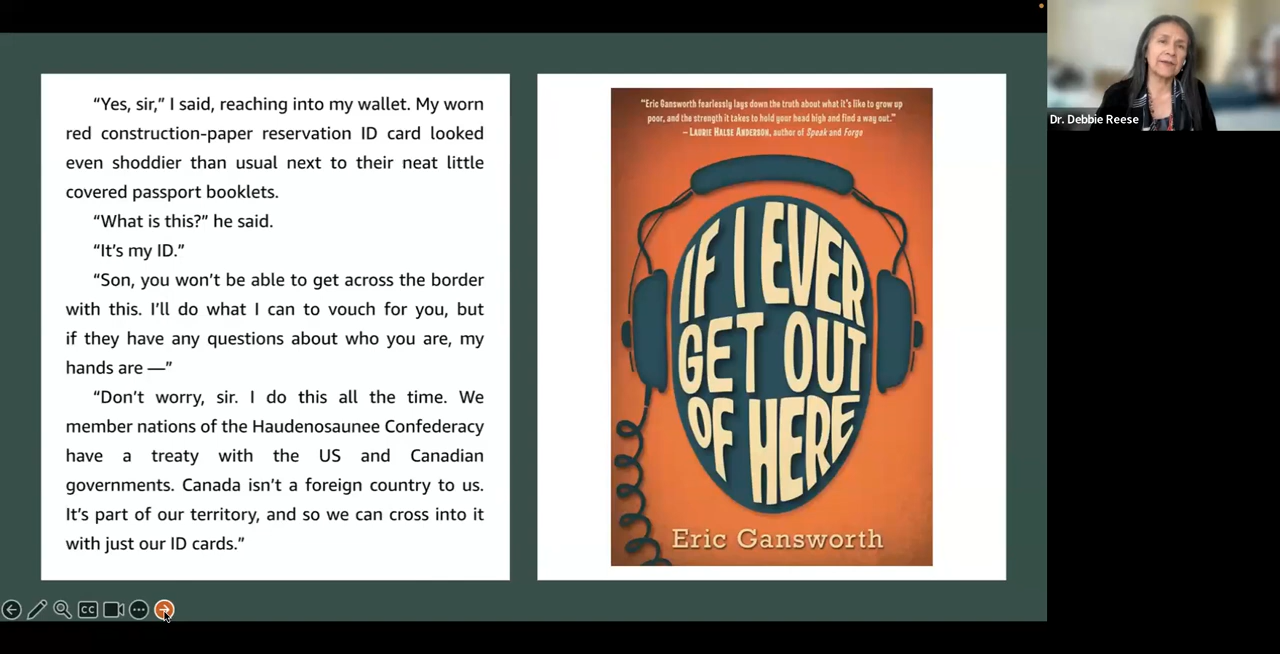 “Yes, sir,” I said, reaching into my wallet. My worn
red construction-paper reservation ID card looked
even shoddier than usual next to their neat little
covered passport booklets.
“What is this?” he said.
“It’s my ID.”
“Son, you won’t be able to get across the border
with this. I’ll do what I can to vouch for you, but
if they have any questions about who you are, my
hands are —”
“Don’t worry, sir. I do this all the time. We
member nations of the Haudenosaunee Confederacy
have a treaty with the US and Canadian
governments. Canada isn’t a foreign country to us.
It’s part of our territory, and so we can cross into it
with just our ID cards.”
“Eric Gansworth fearlessly lays down the truth about what it’s like to grow up
poor, and the strength it takes to hold your head high and find a way out.”
— Laurie Halse Anderson, author of Speak and Forge
IF I EVER
GET OUT
OF HERE
Eric Gansworth
Dr. Debbie Reese
CC